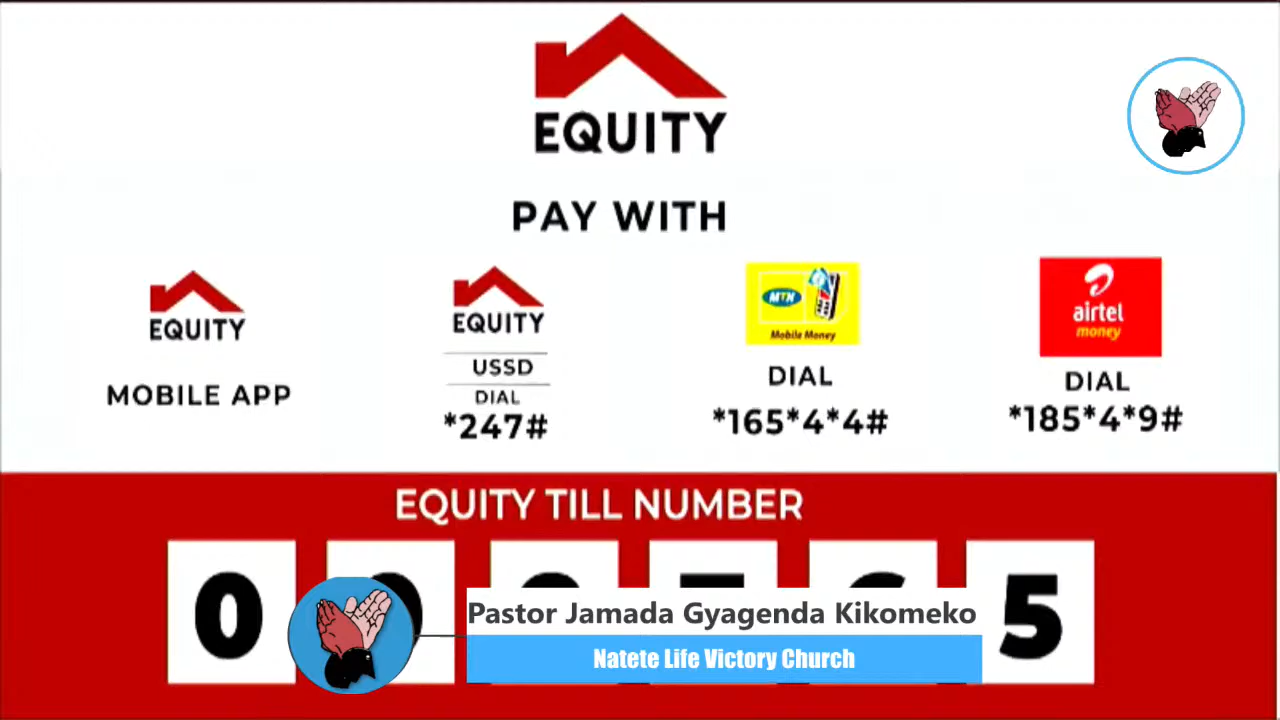 EQUITY
PAY WITH
EQUITY
MOBILE APP
EQUITY
USSD
DIAL
*247#
MTN
Mobile Money
DIAL
*165*4*4#
airtel
money
DIAL
*185*4*9#
EQUITY TILL NUMBER
0 5
Pastor Jamada Gyagenda Kikomeko
Natete Life Victory Church